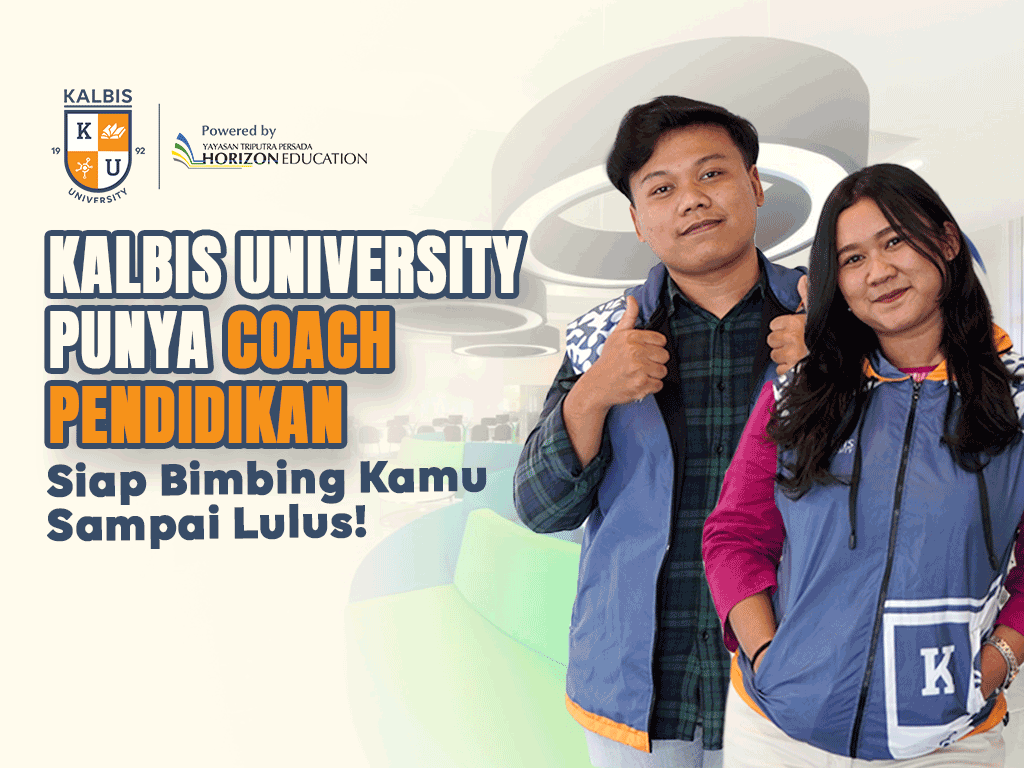 KALBIS
K
U
19 92
UNIVERSITY
Powered by
YAYASAN TRIPUTRA PERSADA
HORIZON EDUCATION
KALBIS UNIVERSITY
PUNYA COACH
PENDIDIKAN
Siap Bimbing Kamu
Sampai Lulus!
K